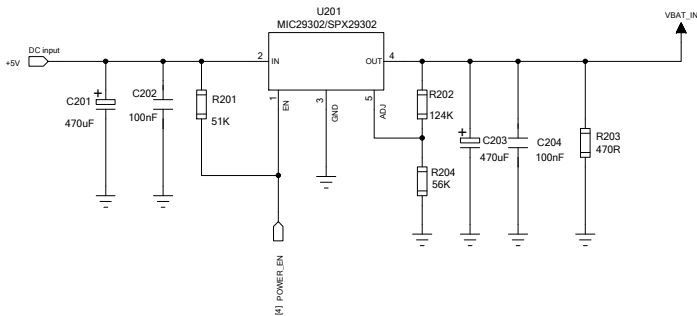 U201
MIC29302/SPX29302
VBAT_IN
DC input
+5V
2
IN
OUT
4
1
EN
3
GND
5
ADJ
+
C201
470uF
C202
100nF
R201
51K
R202
124K
R204
56K
+
C203
470uF
C204
100nF
R203
470R
[4] POWER_EN